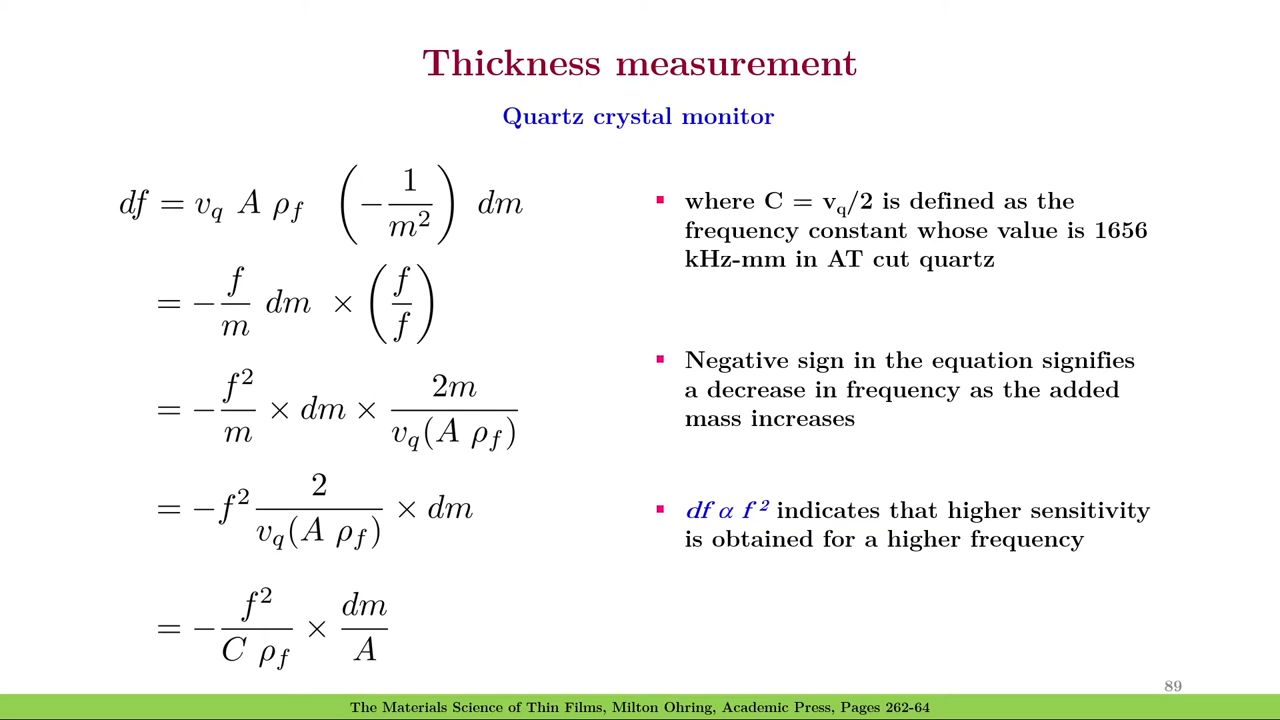 Thickness measurement
Quartz crystal monitor
df = v_q A ρ_f (−1/m²) dm
= −f/m dm × (f/f)
= −f²/m × dm × 2m/v_q(A ρ_f)
= −f² 2/v_q(A ρ_f) × dm
= −f²/C ρ_f × dm/A
▪ where C = v_q/2 is defined as the
frequency constant whose value is 1656
kHz-mm in AT cut quartz
▪ Negative sign in the equation signifies
a decrease in frequency as the added
mass increases
▪ df α f ² indicates that higher sensitivity
is obtained for a higher frequency
89
The Materials Science of Thin Films, Milton Ohring, Academic Press, Pages 262-64